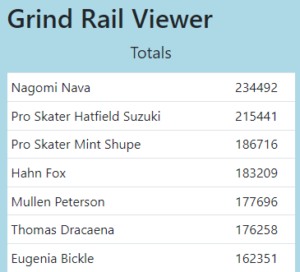 Grind Rail Viewer
Totals
Nagomi Nava 234492
Pro Skater Hatfield Suzuki 215441
Pro Skater Mint Shupe 186716
Hahn Fox 183209
Mullen Peterson 177696
Thomas Dracaena 176258
Eugenia Bickle 162351